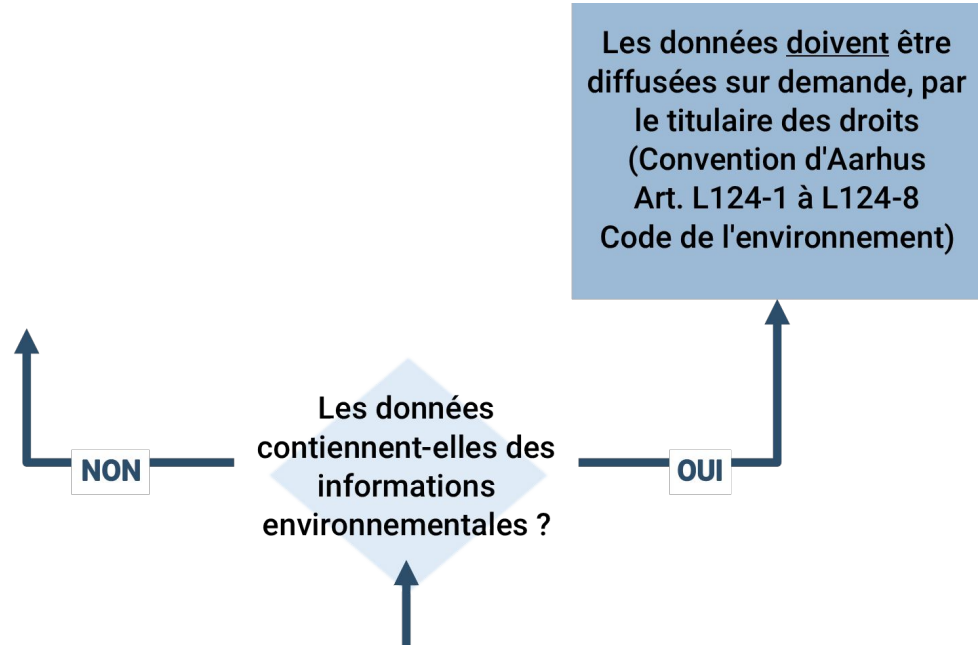 Les données doivent être
diffusées sur demande, par
le titulaire des droits
(Convention d'Aarhus
Art. L124-1 à L124-8
Code de l'environnement)
Les données
contiennent-elles des
informations
environnementales ?
NON
OUI